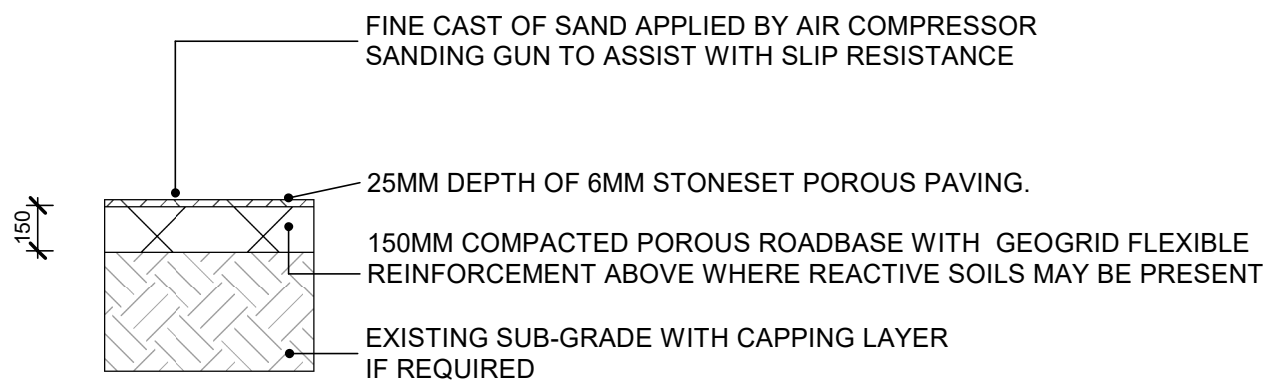 FINE CAST OF SAND APPLIED BY AIR COMPRESSOR
SANDING GUN TO ASSIST WITH SLIP RESISTANCE
25MM DEPTH OF 6MM STONESET POROUS PAVING.
150
150MM COMPACTED POROUS ROADBASE WITH GEOGRID FLEXIBLE
REINFORCEMENT ABOVE WHERE REACTIVE SOILS MAY BE PRESENT
EXISTING SUB-GRADE WITH CAPPING LAYER
IF REQUIRED